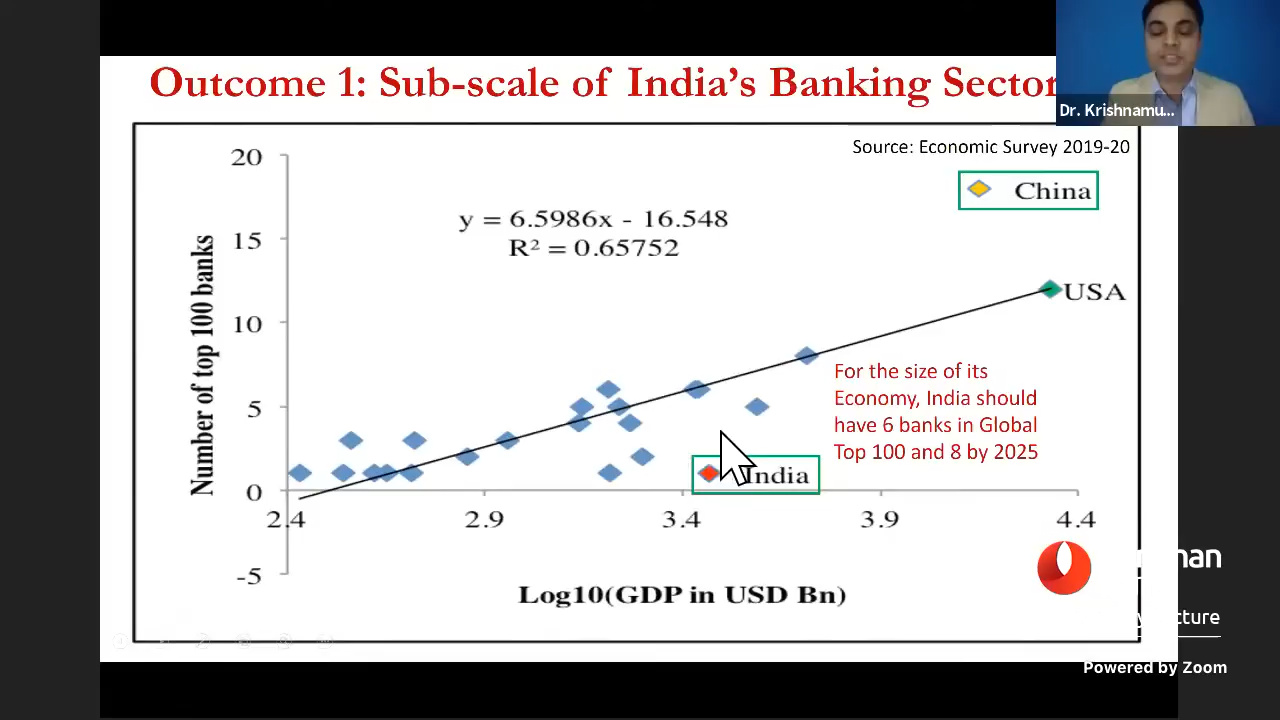 Outcome 1: Sub-scale of India's Banking Sector
Dr. Krishnamu...
Source: Economic Survey 2019-20
China
y = 6.5986x - 16.548
R² = 0.65752
USA
For the size of its
Economy, India should
have 6 banks in Global
Top 100 and 8 by 2025
India
Number of top 100 banks
20
15
10
5
0
-5
2.4 2.9 3.4 3.9 4.4
Log10(GDP in USD Bn)
Powered by Zoom